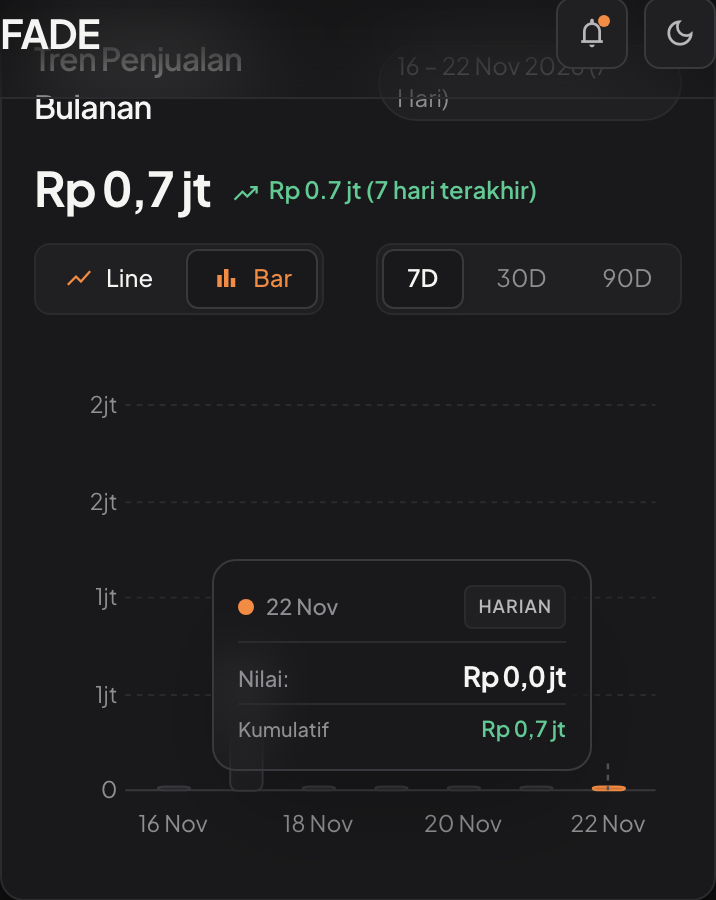 FADE
Tren Penjualan
Bulanan
16 – 22 Nov 2026 (7
Hari)
Rp 0,7 jt
Rp 0.7 jt (7 hari terakhir)
Line
Bar
7D
30D
90D
2jt
2jt
1jt
1jt
0
22 Nov
HARIAN
Nilai:
Rp 0,0 jt
Kumulatif
Rp 0,7 jt
16 Nov
18 Nov
20 Nov
22 Nov